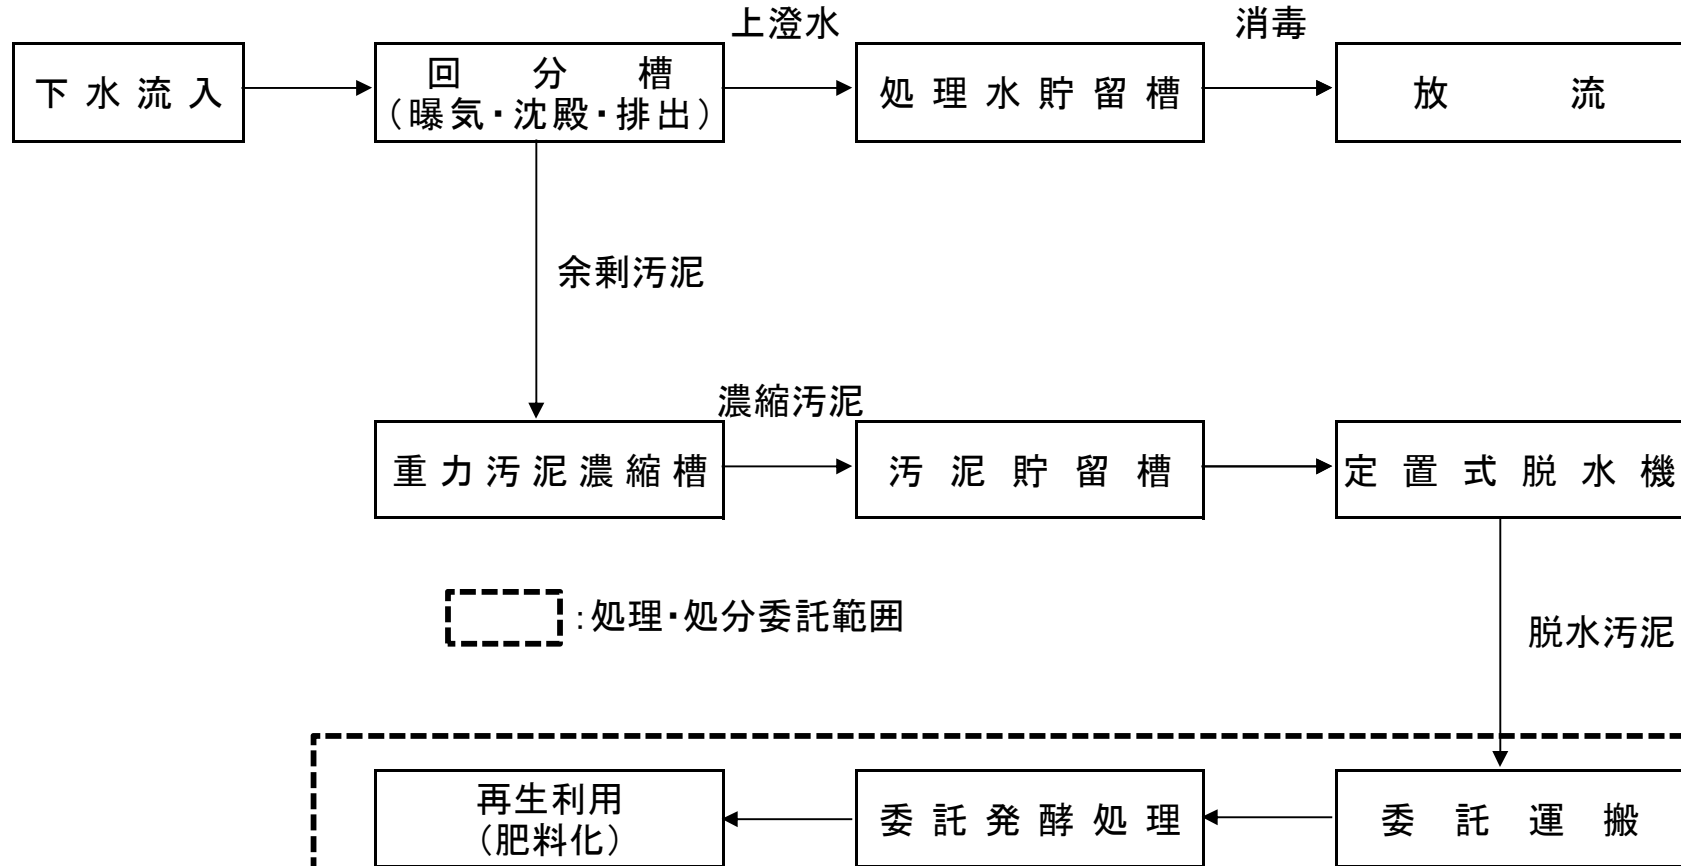 上澄水
消毒
下水流入
回分槽
(曝気・沈殿・排出)
処理水貯留槽
放流
余剰汚泥
濃縮汚泥
重力汚泥濃縮槽
汚泥貯留槽
定置式脱水機
:処理・処分委託範囲
脱水汚泥
再生利用
(肥料化)
委託発酵処理
委託運搬